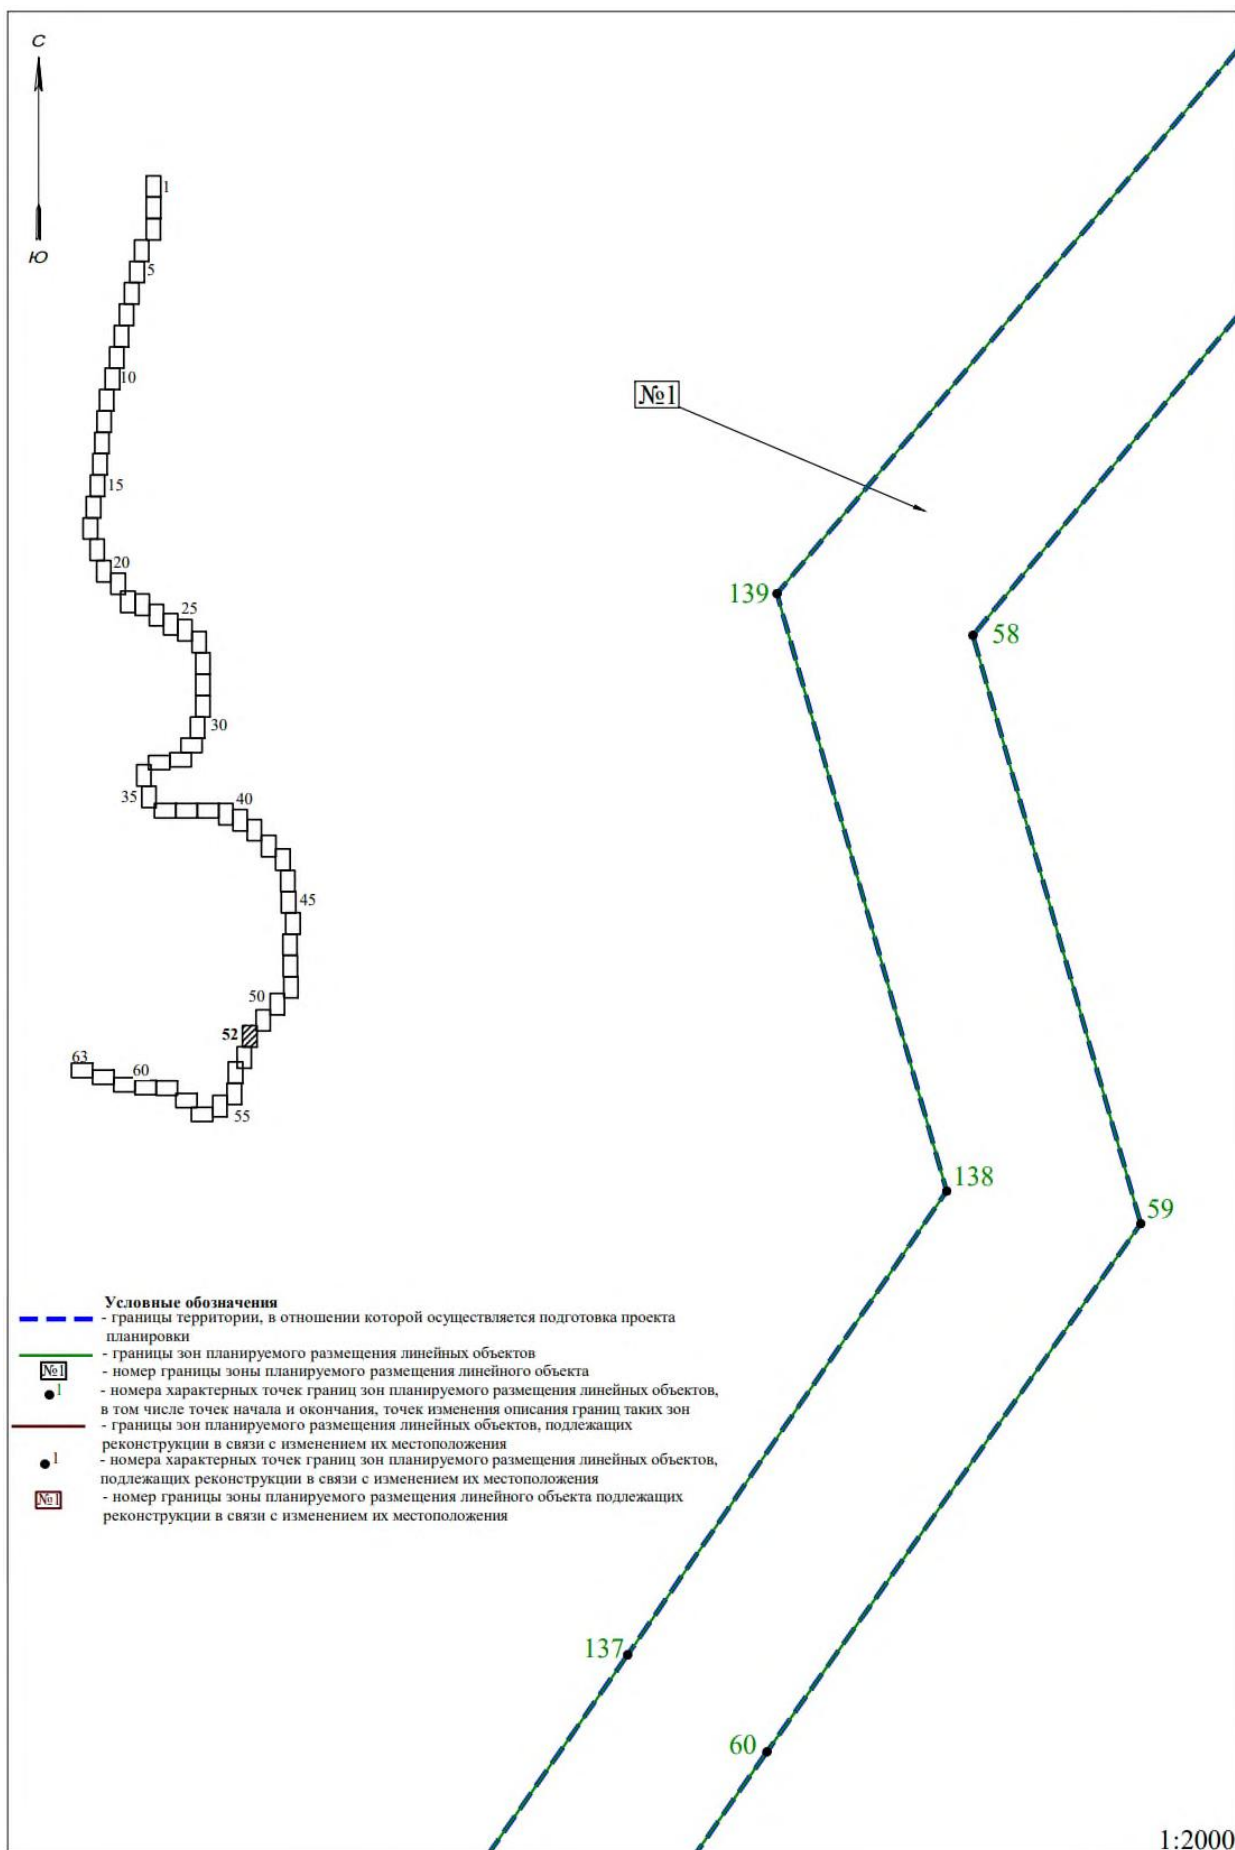 С
Ю
1
5
10
15
20
25
30
35
40
45
50
52
63
60
55
№1
139
58
138
59
137
60
Условные обозначения
- границы территории, в отношении которой осуществляется подготовка проекта
планировки
- границы зон планируемого размещения линейных объектов
№1 - номер границы зоны планируемого размещения линейного объекта
1 - номера характерных точек границ зон планируемого размещения линейных объектов,
в том числе точек начала и окончания, точек изменения описания границ таких зон
- границы зон планируемого размещения линейных объектов, подлежащих
реконструкции в связи с изменением их местоположения
1 - номера характерных точек границ зон планируемого размещения линейных объектов,
подлежащих реконструкции в связи с изменением их местоположения
№1 - номер границы зоны планируемого размещения линейного объекта подлежащих
реконструкции в связи с изменением их местоположения
1:2000